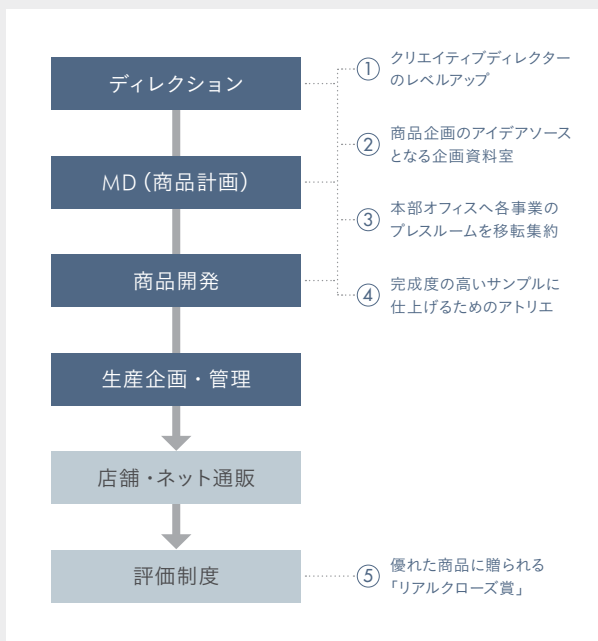 ディレクション
MD（商品計画）
商品開発
生産企画・管理
店舗・ネット通販
評価制度
① クリエイティブディレクター
のレベルアップ
② 商品企画のアイデアソース
となる企画資料室
③ 本部オフィスへ各事業の
プレスルームを移転集約
④ 完成度の高いサンプルに
仕上げるためのアトリエ
⑤ 優れた商品に贈られる
「リアルクローズ賞」